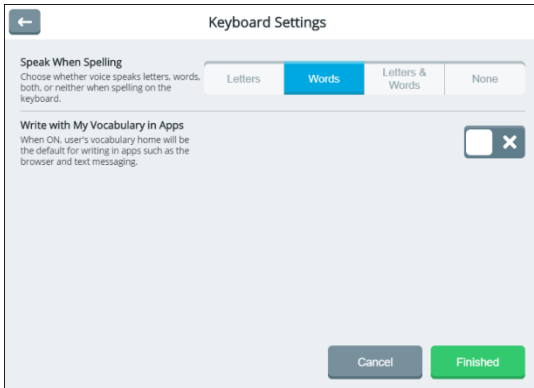 Keyboard Settings
Speak When Spelling
Choose whether voice speaks letters, words,
both, or neither when spelling on the
keyboard.
Letters
Words
Letters &
Words
None
Write with My Vocabulary in Apps
When ON, user's vocabulary home will be
the default for writing in apps such as the
browser and text messaging.
Cancel
Finished